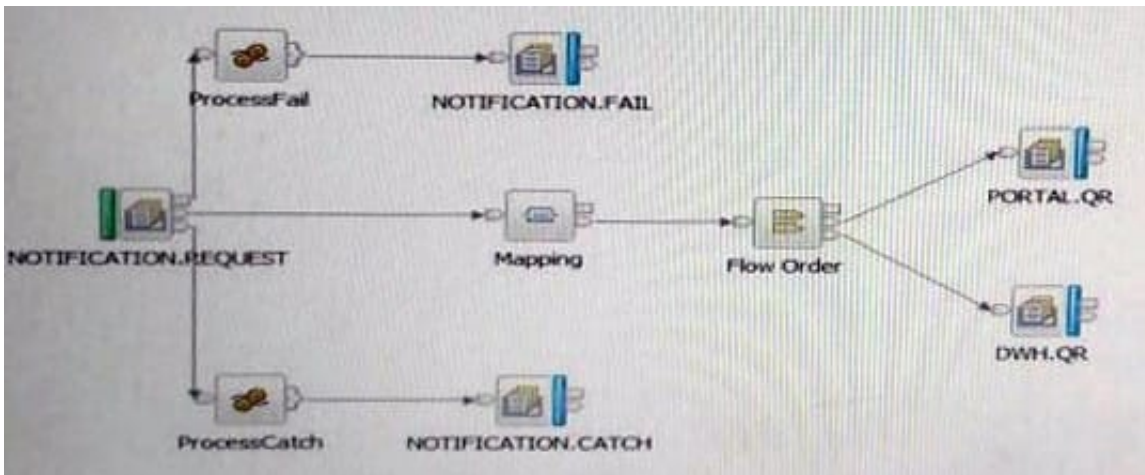 ProcessFail
NOTIFICATION.FAIL
PORTAL.QR
NOTIFICATION.REQUEST
Mapping
Flow Order
DWH.QR
ProcessCatch
NOTIFICATION.CATCH